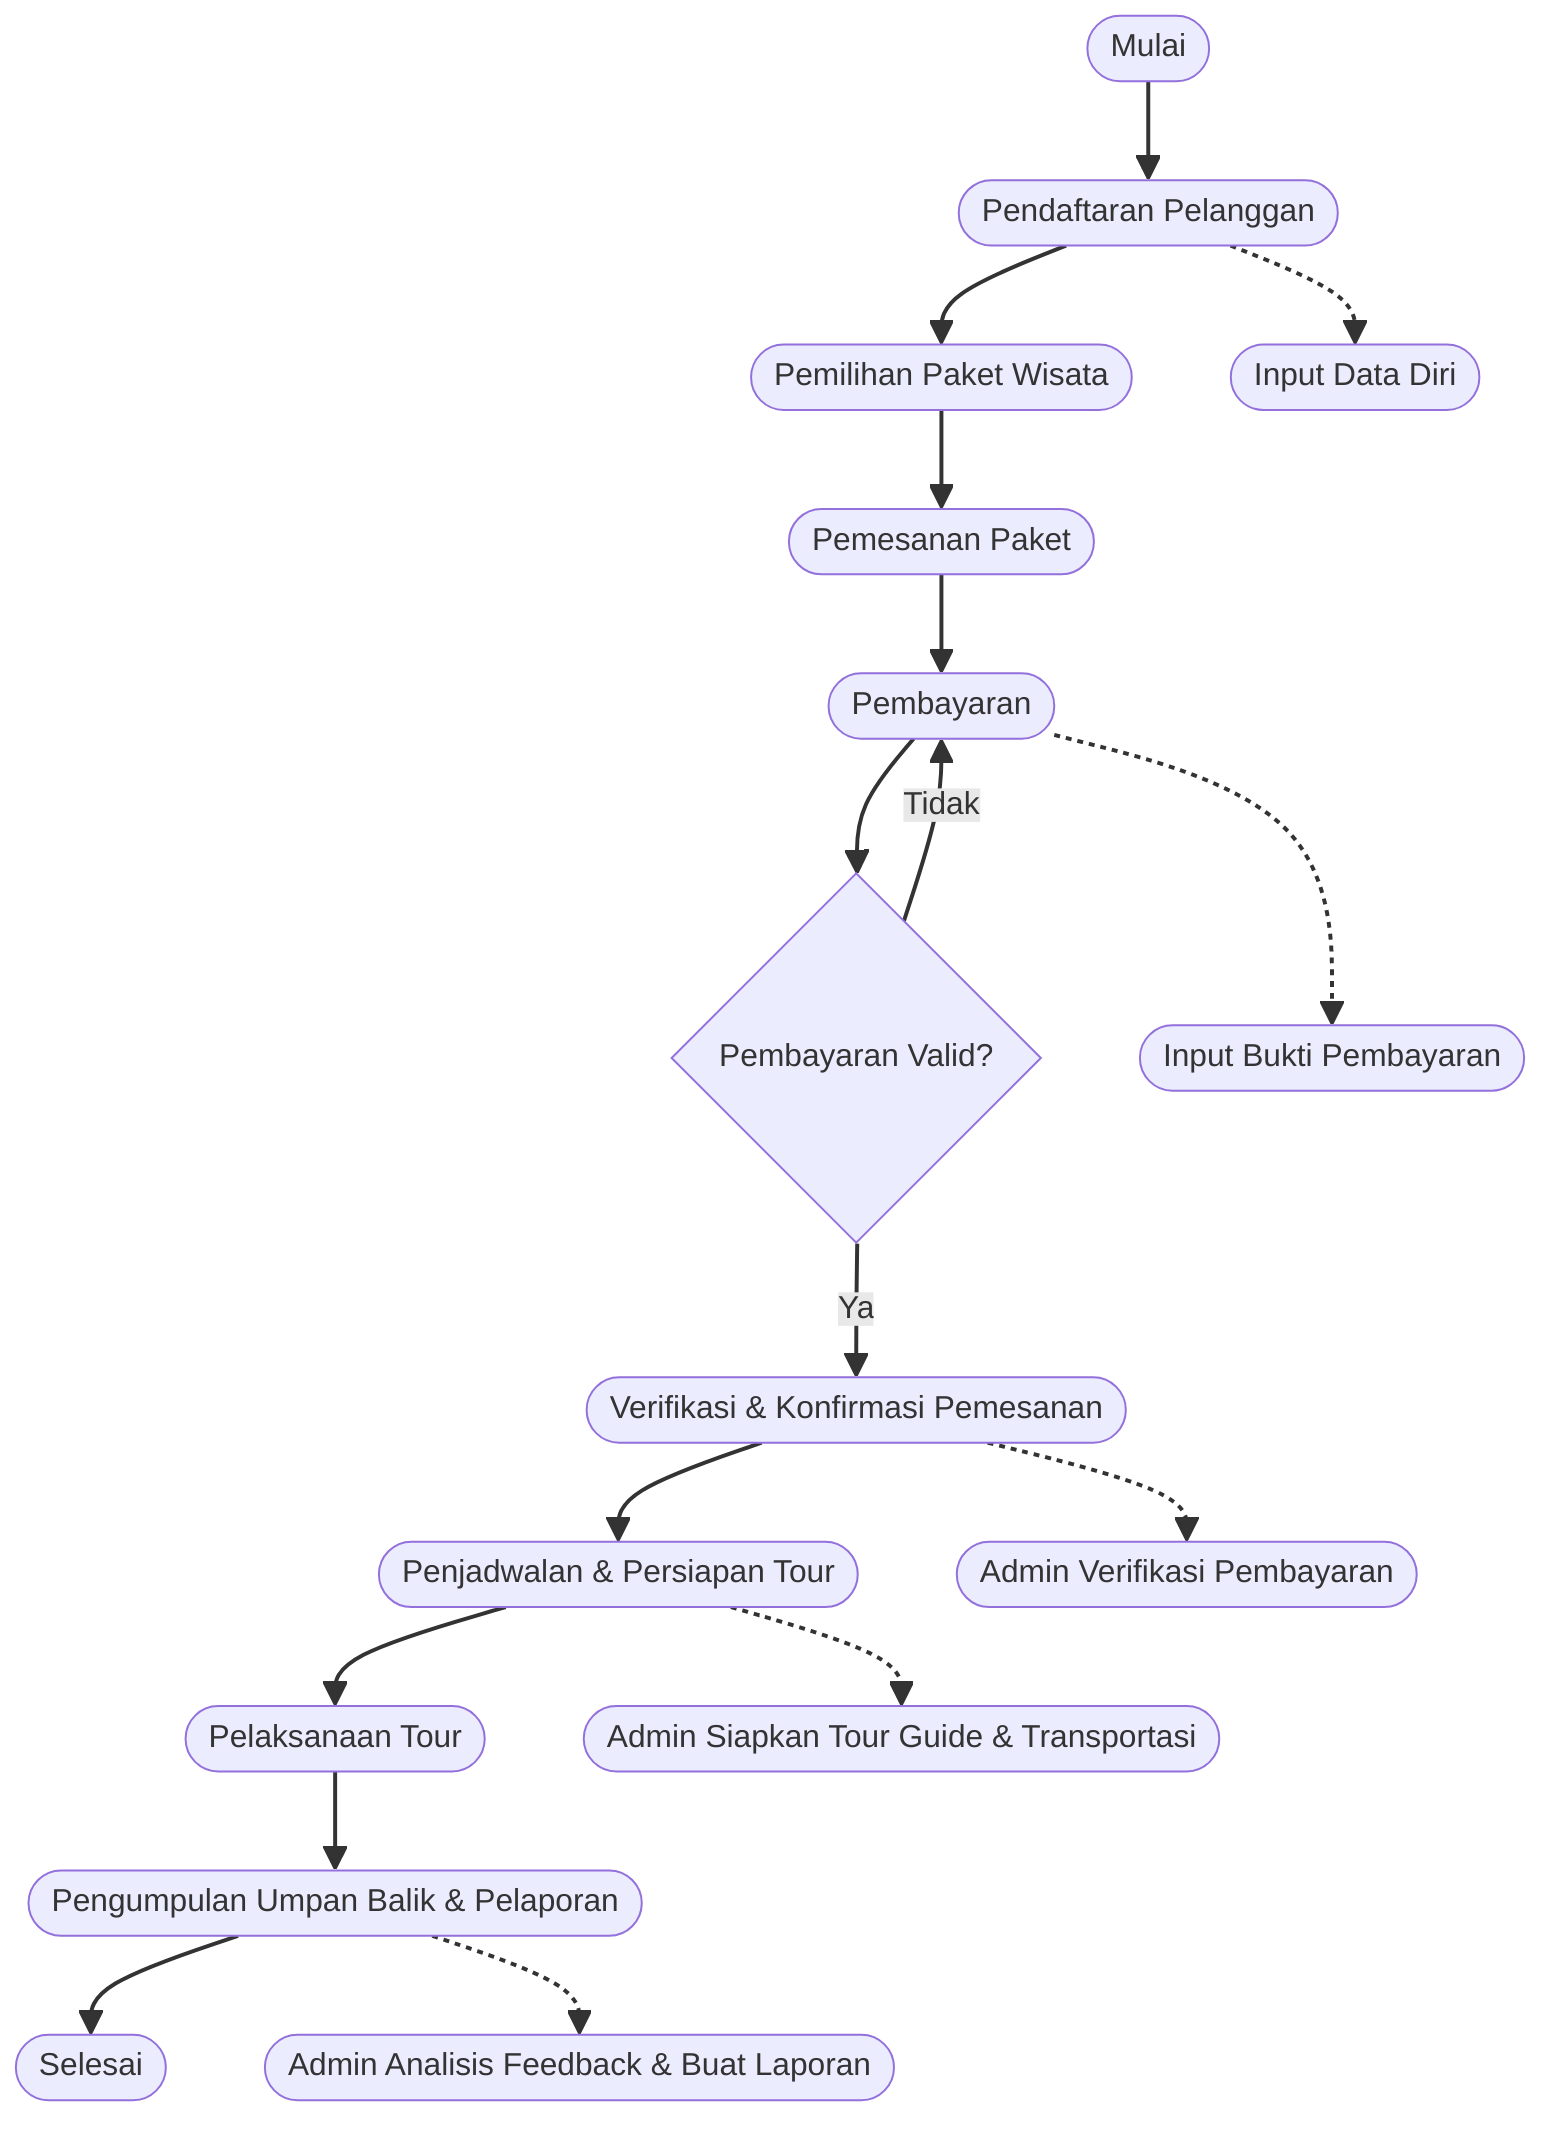 Mulai
Pendaftaran Pelanggan
Pemilihan Paket Wisata
Input Data Diri
Pemesanan Paket
Pembayaran
Tidak
Pembayaran Valid?
Input Bukti Pembayaran
Ya
Verifikasi & Konfirmasi Pemesanan
Penjadwalan & Persiapan Tour
Admin Verifikasi Pembayaran
Pelaksanaan Tour
Admin Siapkan Tour Guide & Transportasi
Pengumpulan Umpan Balik & Pelaporan
Selesai
Admin Analisis Feedback & Buat Laporan